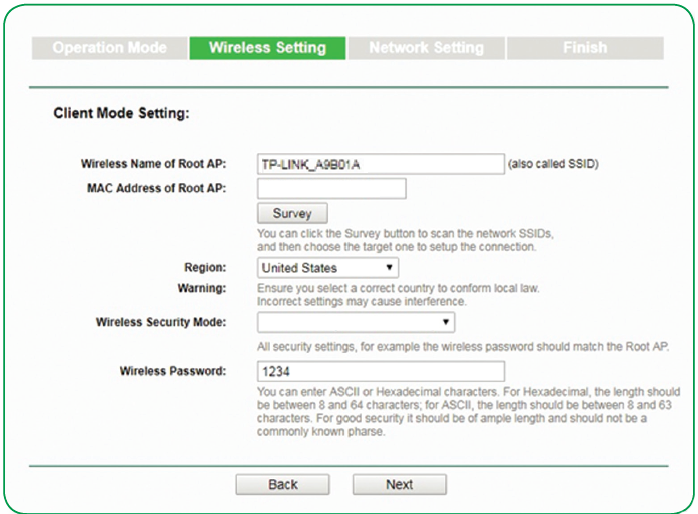 Operation Mode Wireless Setting Network Setting Finish
Client Mode Setting:
Wireless Name of Root AP: TP-LINK_A9B01A (also called SSID)
MAC Address of Root AP:
Survey
You can click the Survey button to scan the network SSIDs,
and then choose the target one to setup the connection.
Region: United States
Warning: Ensure you select a correct country to conform local law.
Incorrect settings may cause interference.
Wireless Security Mode:
All security settings, for example the wireless password should match the Root AP.
Wireless Password: 1234
You can enter ASCII or Hexadecimal characters. For Hexadecimal, the length should
be between 8 and 64 characters; for ASCII, the length should be between 8 and 63
characters. For good security it should be of ample length and should not be a
commonly known pharse.
Back Next